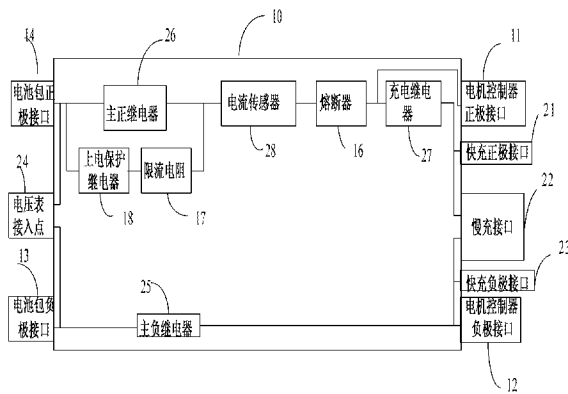 10
14
26
11
电池包正
极接口
主正继电器
电流传感器
熔断器
充电继电
器
电机控制器
正极接口
21
28
16
27
快充正极接口
24
上电保护
继电器
限流电阻
18
17
22
电压表
接入点
慢充接口
13
23
快充负极接口
电池包负
极接口
25
主负继电器
电机控制器
负极接口
12